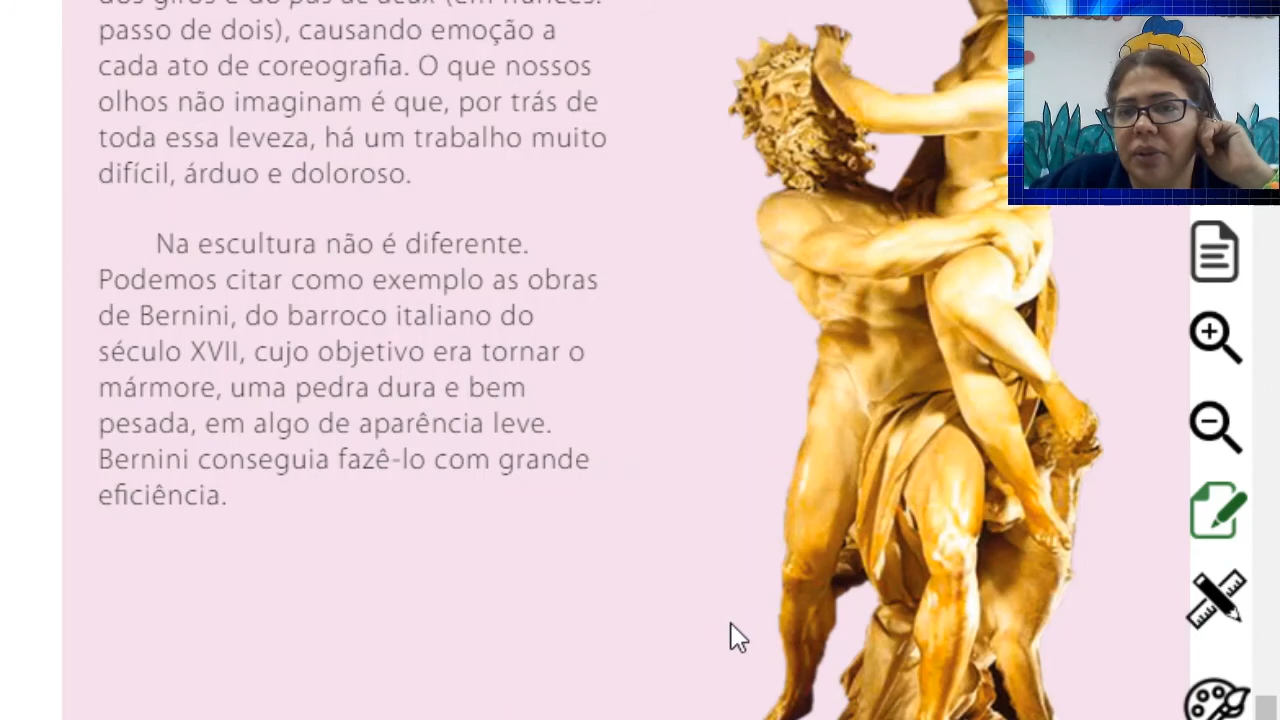 passo de dois), causando emoção a
cada ato de coreografia. O que nossos
olhos não imaginam é que, por trás de
toda essa leveza, há um trabalho muito
difícil, árduo e doloroso.
Na escultura não é diferente.
Podemos citar como exemplo as obras
de Bernini, do barroco italiano do
século XVII, cujo objetivo era tornar o
mármore, uma pedra dura e bem
pesada, em algo de aparência leve.
Bernini conseguia fazê-lo com grande
eficiência.